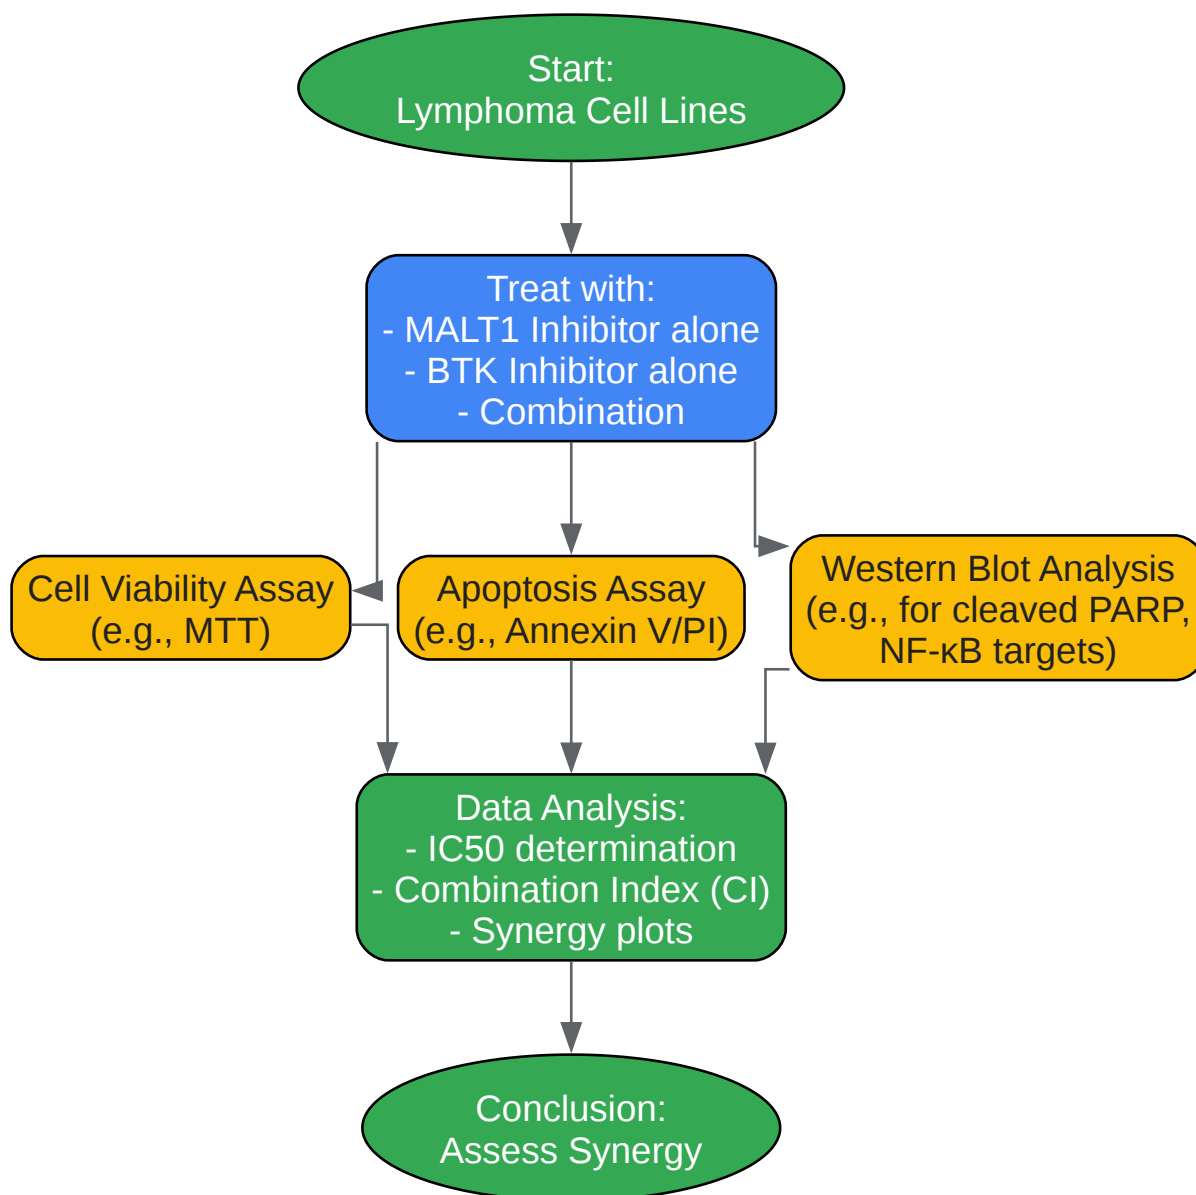 Start:
Lymphoma Cell Lines
Treat with:
- MALT1 Inhibitor alone
- BTK Inhibitor alone
- Combination
Cell Viability Assay
(e.g., MTT)
Apoptosis Assay
(e.g., Annexin V/PI)
Western Blot Analysis
(e.g., for cleaved PARP,
NF-κB targets)
Data Analysis:
- IC50 determination
- Combination Index (CI)
- Synergy plots
Conclusion:
Assess Synergy